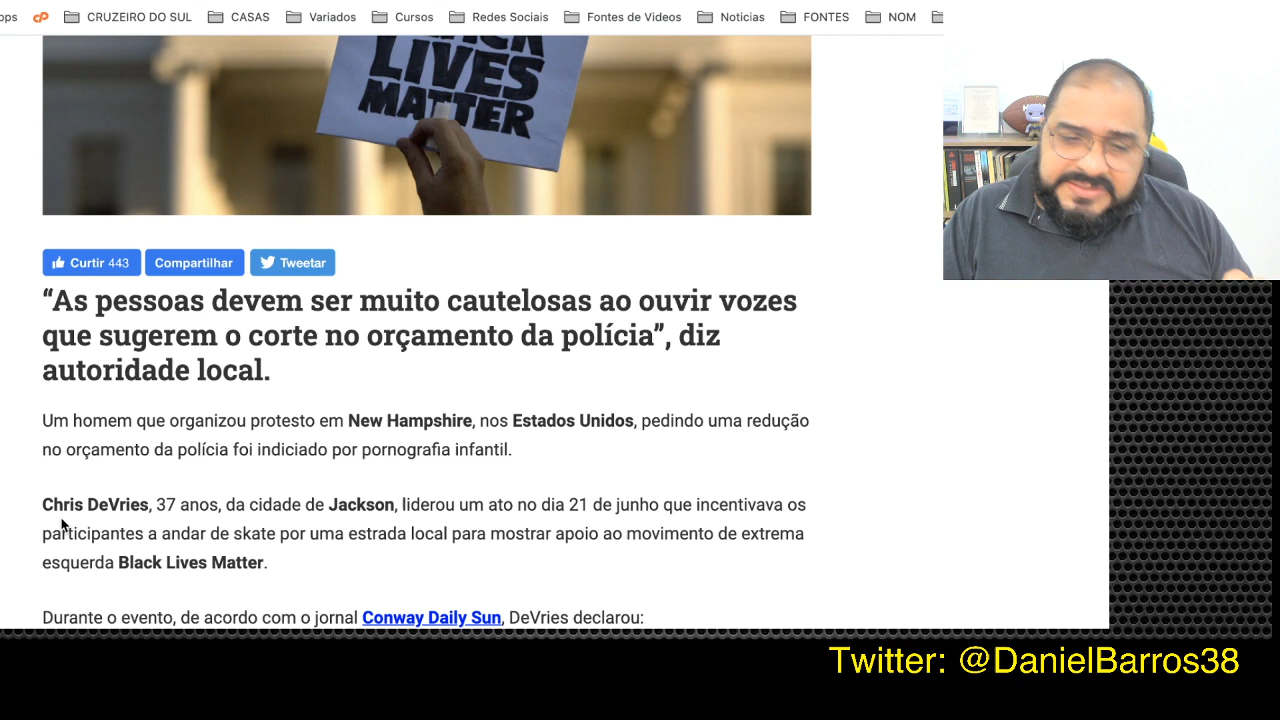 ops
CRUZEIRO DO SUL
CASAS
Variados
Cursos
Redes Sociais
Fontes de Videos
Noticias
FONTES
NOM
LIVES
MATTER
Curtir 443
Compartilhar
Tweetar
“As pessoas devem ser muito cautelosas ao ouvir vozes
que sugerem o corte no orçamento da polícia”, diz
autoridade local.
Um homem que organizou protesto em New Hampshire, nos Estados Unidos, pedindo uma redução
no orçamento da polícia foi indiciado por pornografia infantil.
Chris DeVries, 37 anos, da cidade de Jackson, liderou um ato no dia 21 de junho que incentivava os
participantes a andar de skate por uma estrada local para mostrar apoio ao movimento de extrema
esquerda Black Lives Matter.
Durante o evento, de acordo com o jornal Conway Daily Sun, DeVries declarou:
Twitter: @DanielBarros38